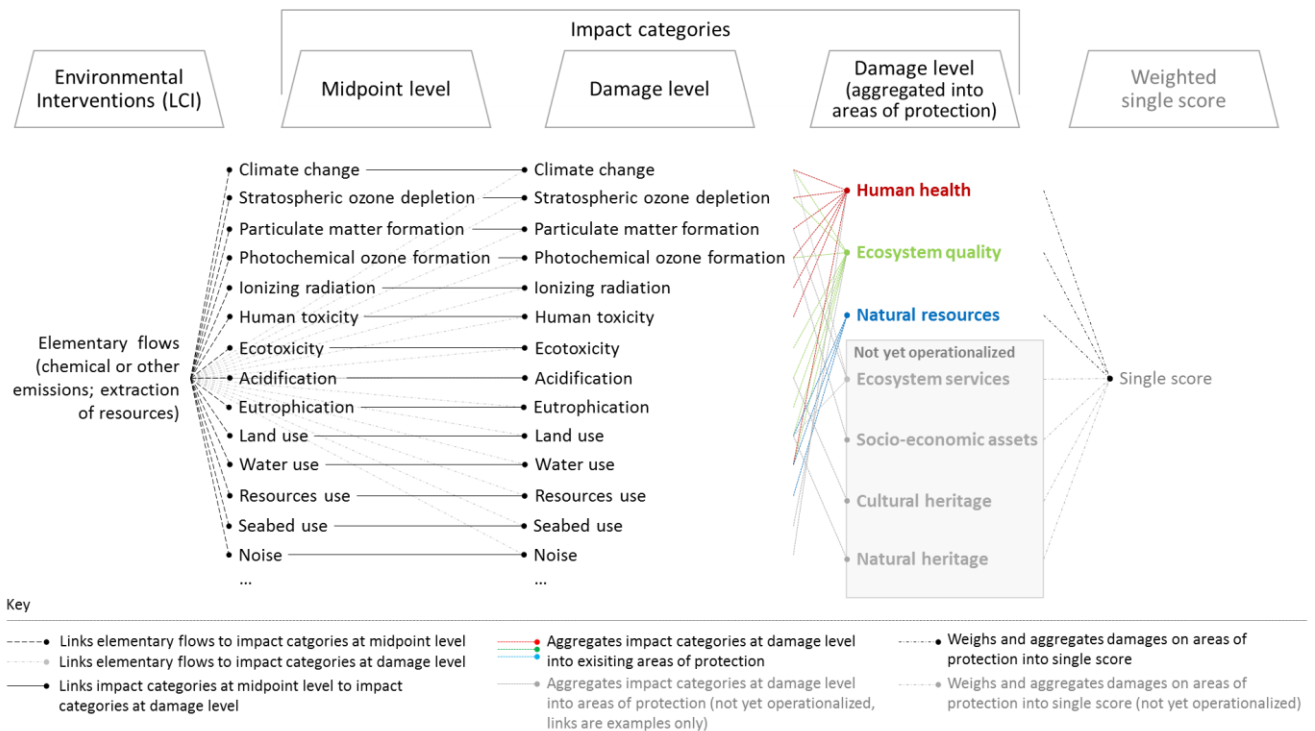 Impact categories
Environmental
Interventions (LCI)
Midpoint level
Damage level
Damage level
(aggregated into
areas of protection)
Weighted
single score
Elementary flows
(chemical or other
emissions; extraction
of resources)
Climate change
Stratospheric ozone depletion
Particulate matter formation
Photochemical ozone formation
Ionizing radiation
Human toxicity
Ecotoxicity
Acidification
Eutrophication
Land use
Water use
Resources use
Seabed use
Noise
...
Climate change
Stratospheric ozone depletion
Particulate matter formation
Photochemical ozone formation
Ionizing radiation
Human toxicity
Ecotoxicity
Acidification
Eutrophication
Land use
Water use
Resources use
Seabed use
Noise
...
Human health
Ecosystem quality
Natural resources
Not yet operationalized
Ecosystem services
Socio-economic assets
Cultural heritage
Natural heritage
Single score
Key
Links elementary flows to impact catgories at midpoint level
Links elementary flows to impact categories at damage level
Links impact categories at midpoint level to impact
categories at damage level
Aggregates impact categories at damage level
into exisiting areas of protection
Aggregates impact categories at damage level
into areas of protection (not yet operationalized,
links are examples only)
Weighs and aggregates damages on areas of
protection into single score
Weighs and aggregates damages on areas of
protection into single score (not yet operationalized)